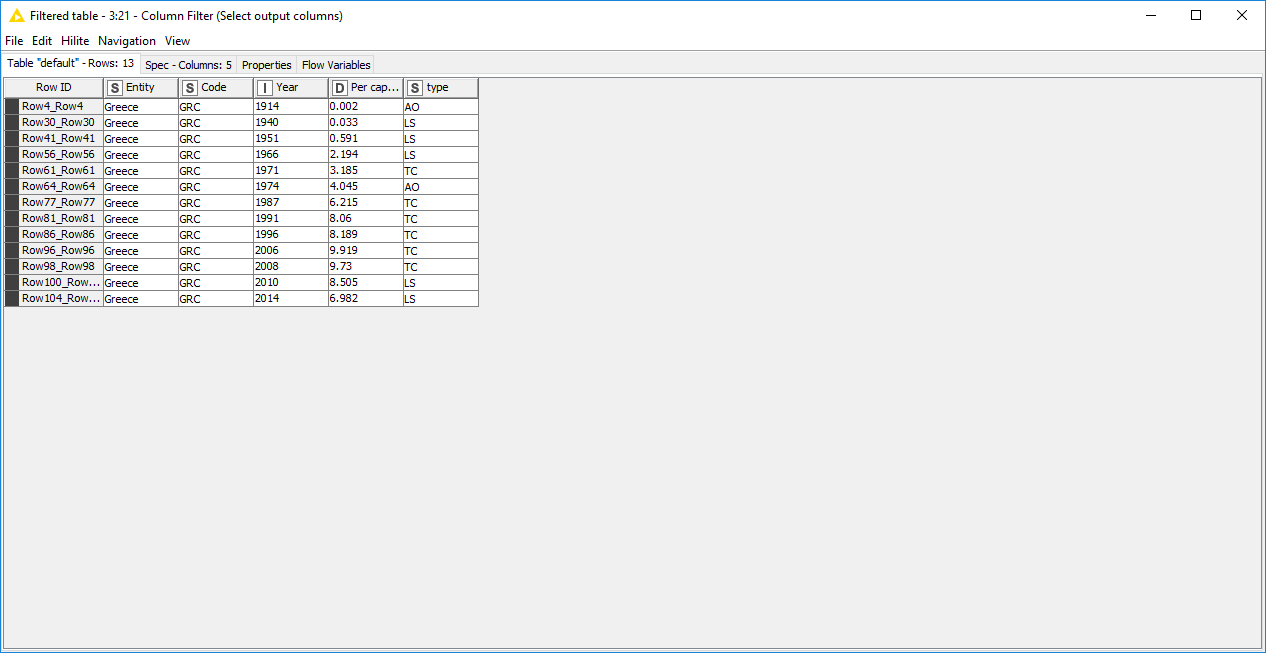 Filtered table - 3:21 - Column Filter (Select output columns)
File Edit Hilite Navigation View
Table "default" - Rows: 13 Spec - Columns: 5 Properties Flow Variables
Row ID S Entity S Code I Year D Per cap... S type
Row4_Row4 Greece GRC 1914 0.002 AO
Row30_Row30 Greece GRC 1940 0.033 LS
Row41_Row41 Greece GRC 1951 0.591 LS
Row56_Row56 Greece GRC 1966 2.194 LS
Row61_Row61 Greece GRC 1971 3.185 TC
Row64_Row64 Greece GRC 1974 4.045 AO
Row77_Row77 Greece GRC 1987 6.215 TC
Row81_Row81 Greece GRC 1991 8.06 TC
Row86_Row86 Greece GRC 1996 8.189 TC
Row96_Row96 Greece GRC 2006 9.919 TC
Row98_Row98 Greece GRC 2008 9.73 TC
Row100_Row... Greece GRC 2010 8.505 LS
Row104_Row... Greece GRC 2014 6.982 LS